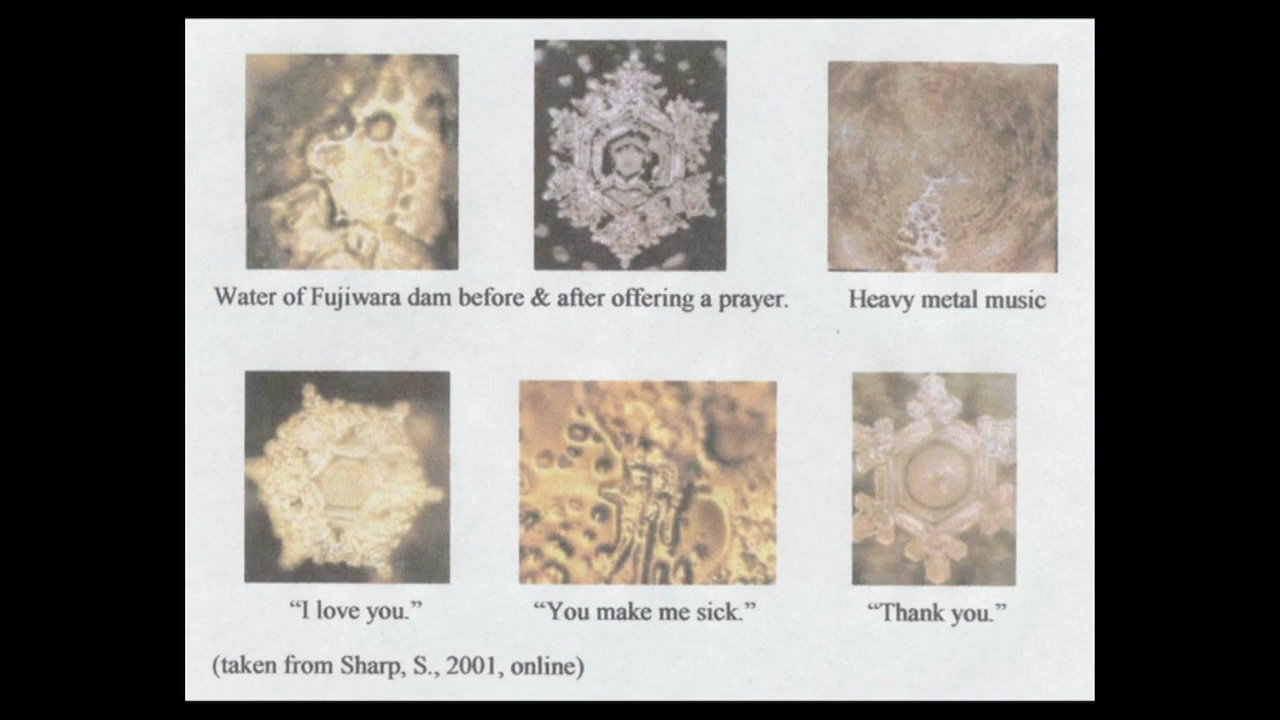 Water of Fujiwara dam before & after offering a prayer.
Heavy metal music
“I love you.”
“You make me sick.”
“Thank you.”
(taken from Sharp, S., 2001, online)